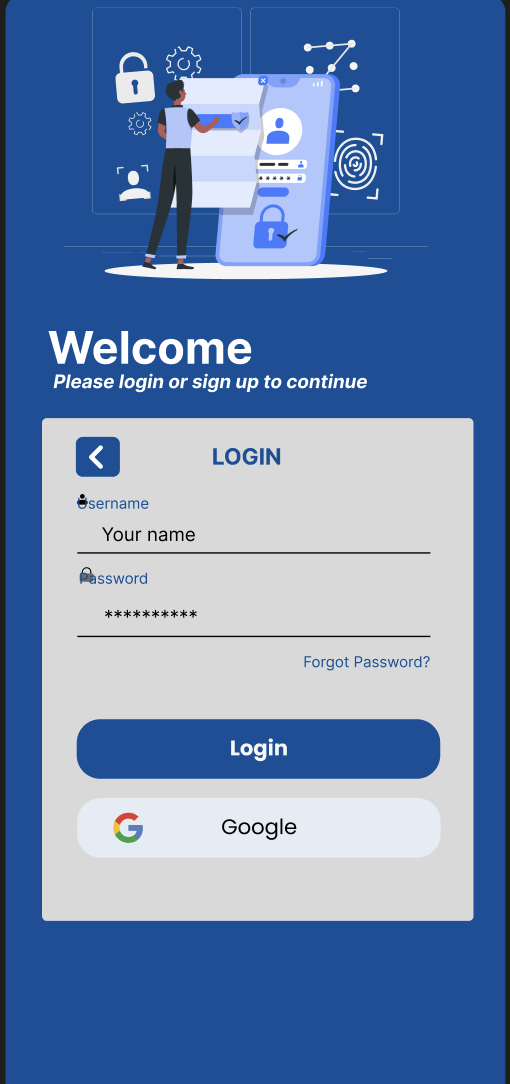 Welcome
Please login or sign up to continue
LOGIN
Username
Your name
Password
**********
Forgot Password?
Login
Google